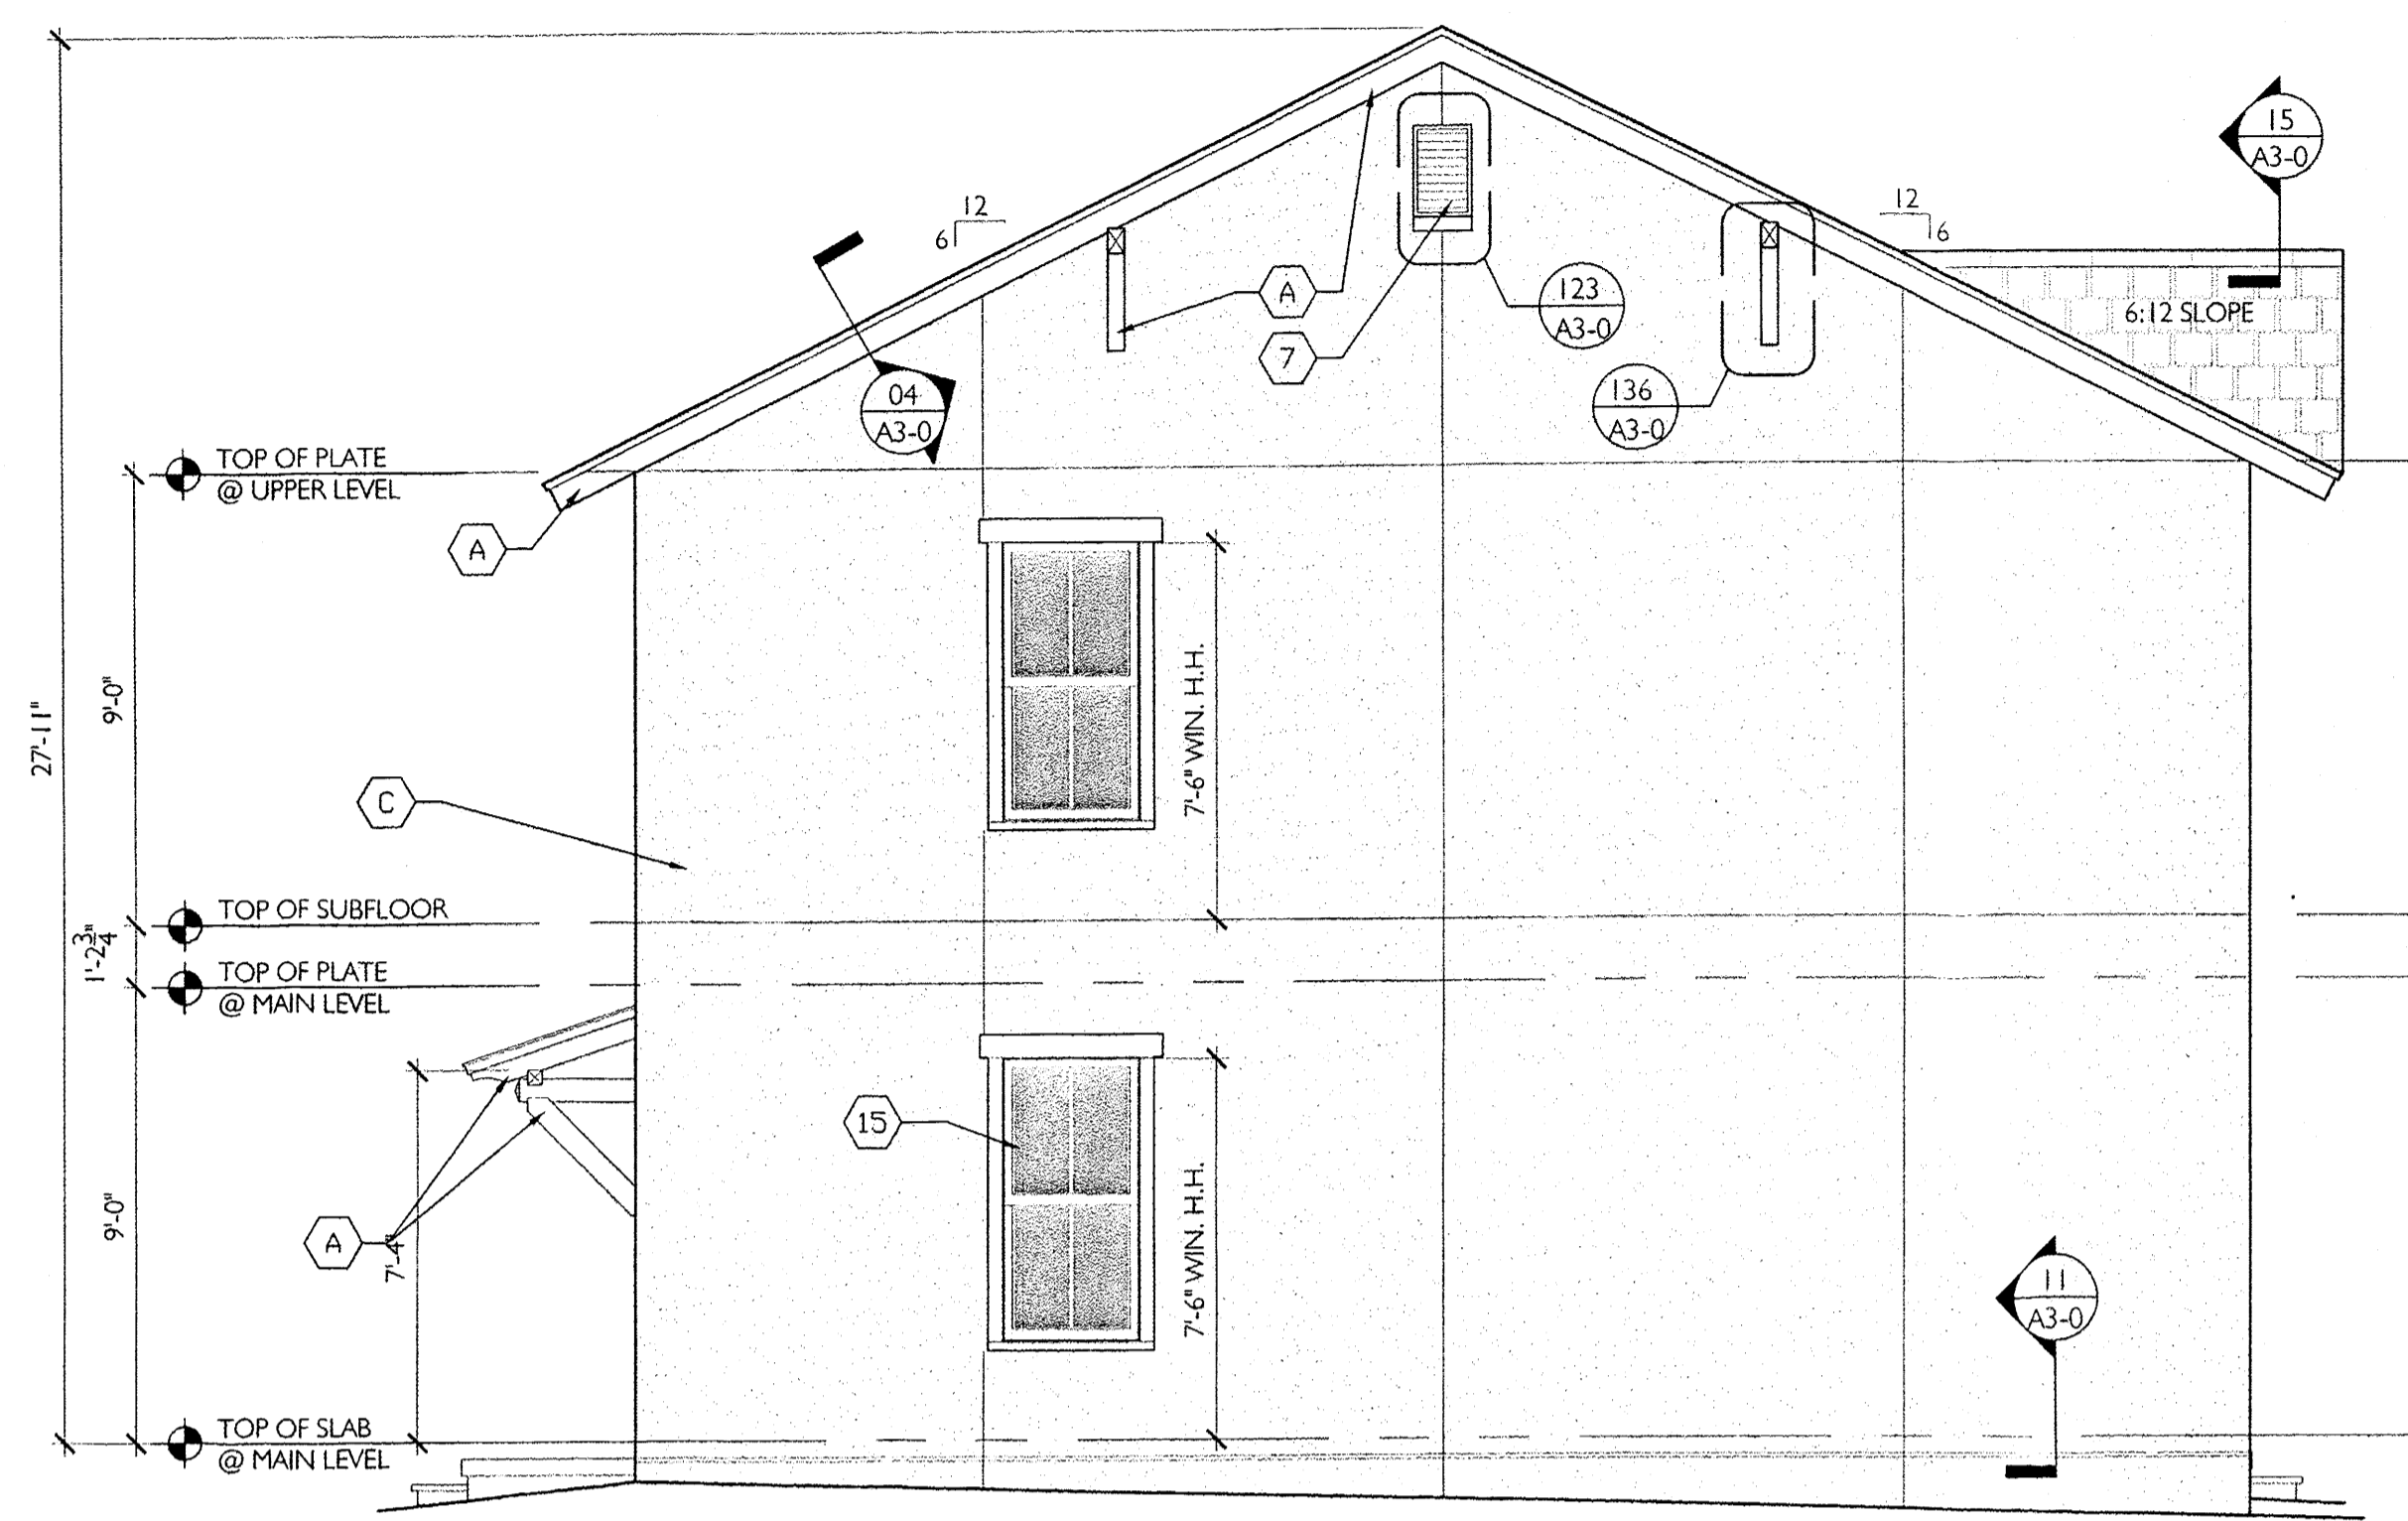 15
A3-0
12
6
12
6
6:12 SLOPE
A
123
A3-0
7
136
A3-0
04
A3-0
TOP OF PLATE
@ UPPER LEVEL
A
9'-0"
27'-11"
7'-6" WIN. H.H.
C
TOP OF SUBFLOOR
1'-2 3/4"
TOP OF PLATE
@ MAIN LEVEL
15
9'-0"
A
7'-4"
7'-6" WIN. H.H.
11
A3-0
TOP OF SLAB
@ MAIN LEVEL